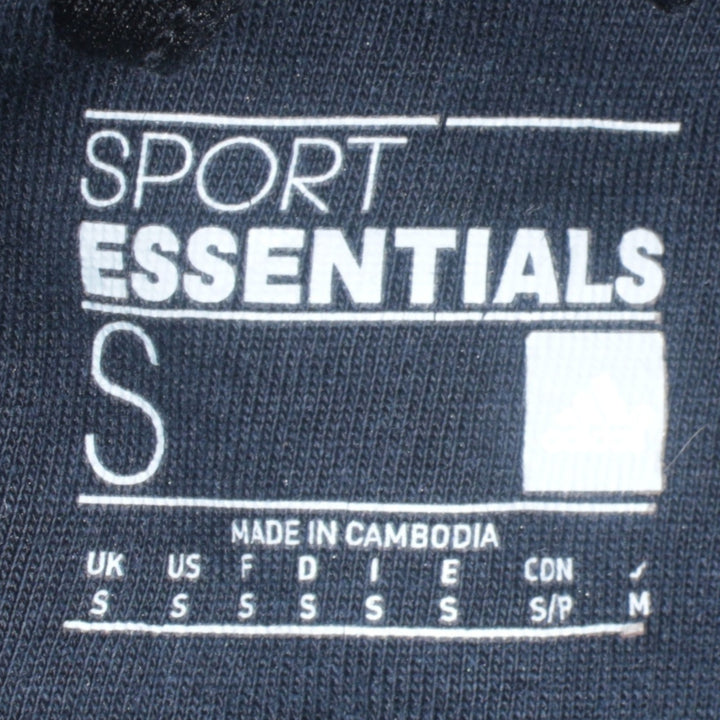 SPORT
ESSENTIALS
S
MADE IN CAMBODIA
UK US F D I E CDN
S S S S S S S/P M